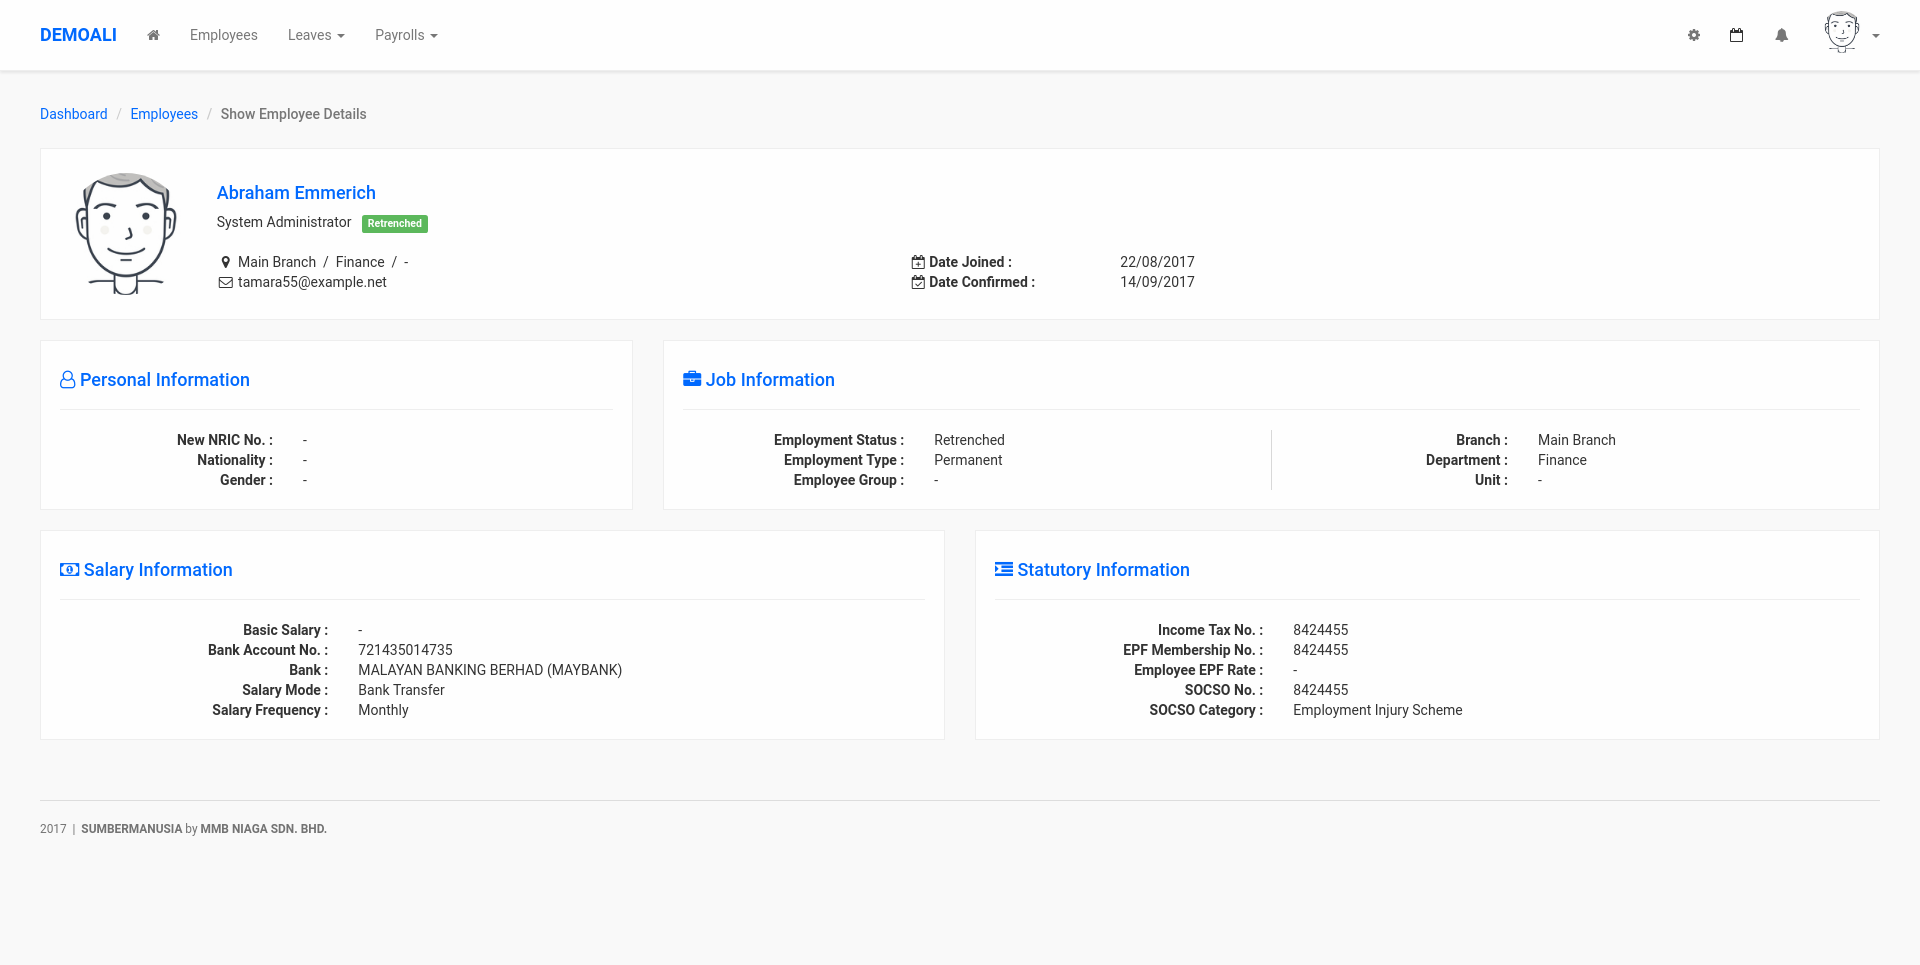 DEMOALI Employees Leaves Payrolls
Dashboard / Employees / Show Employee Details
Abraham Emmerich
System Administrator Retrenched
Main Branch / Finance / -
tamara55@example.net
Date Joined : 22/08/2017
Date Confirmed : 14/09/2017
Personal Information
New NRIC No. : -
Nationality : -
Gender : -
Job Information
Employment Status : Retrenched
Employment Type : Permanent
Employee Group : -
Branch : Main Branch
Department : Finance
Unit : -
Salary Information
Basic Salary : -
Bank Account No. : 721435014735
Bank : MALAYAN BANKING BERHAD (MAYBANK)
Salary Mode : Bank Transfer
Salary Frequency : Monthly
Statutory Information
Income Tax No. : 8424455
EPF Membership No. : 8424455
Employee EPF Rate : -
SOCSO No. : 8424455
SOCSO Category : Employment Injury Scheme
2017 | SUMBERMANUSIA by MMB NIAGA SDN. BHD.